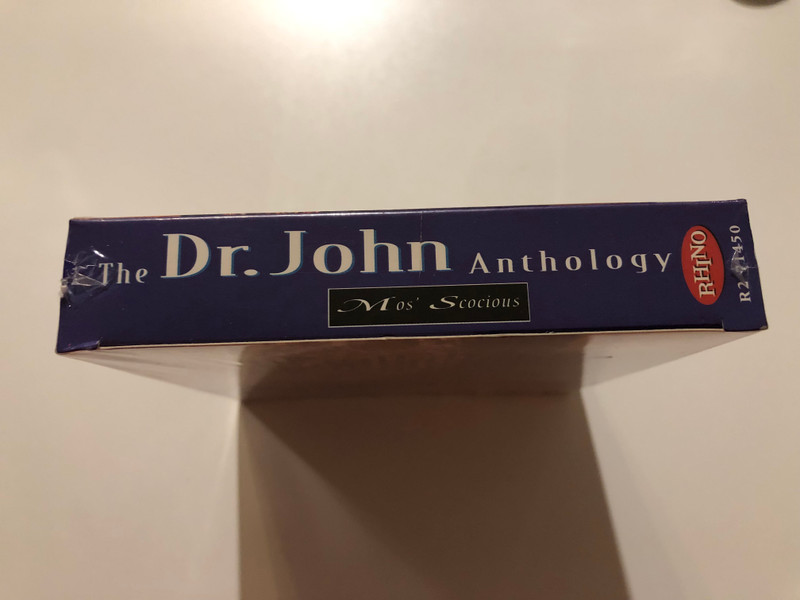 The Dr. John Anthology
Mos' Scocious
RHINO